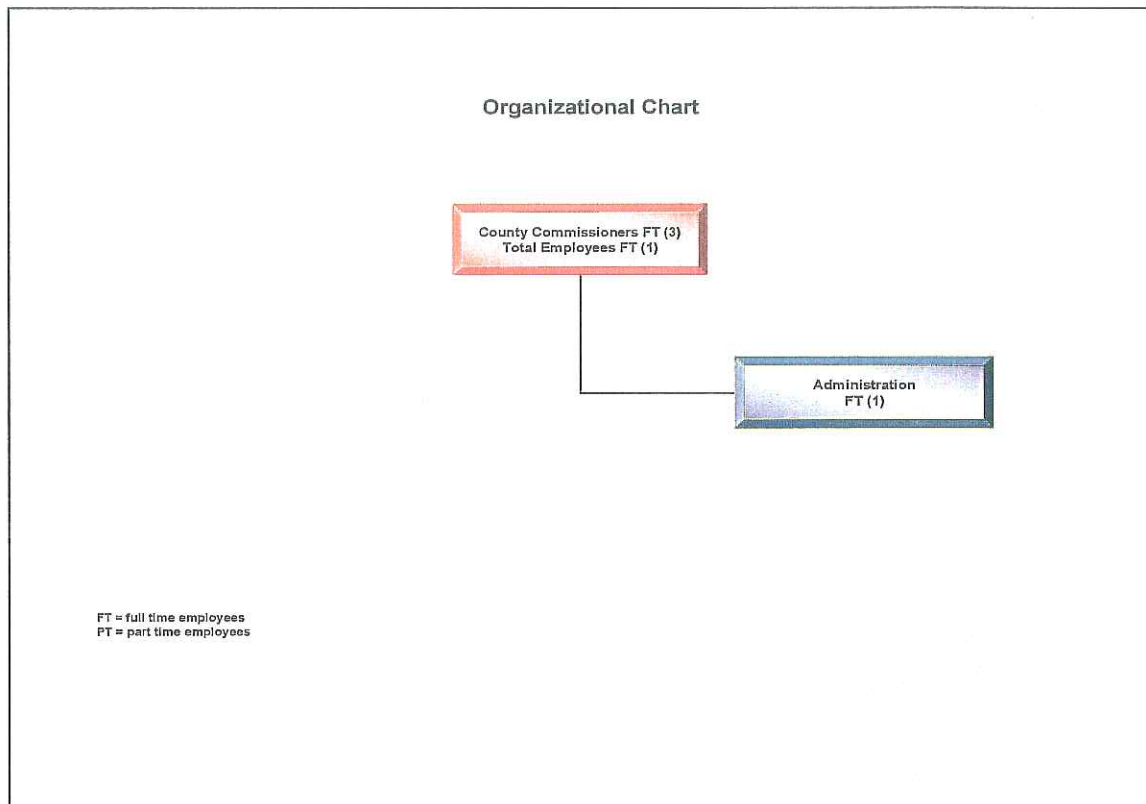 Organizational Chart
County Commissioners FT (3)
Total Employees FT (1)
Administration
FT (1)
FT = full time employees
PT = part time employees